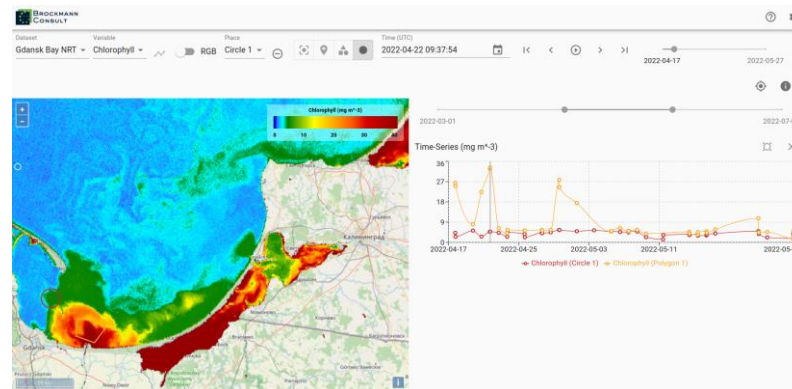 BROCKMANN
CONSULT
Dataset
Gdansk Bay NRT
Variable
Chlorophyll
RGB
Place
Circle 1
Time (UTC)
2022-04-22 09:37:54
2022-04-17
2022-05-27
2022-03-01
2022-07-
Chlorophyll (mg m^-3)
0 10 20 30 40
Time-Series (mg m^-3)
36
27
18
9
0
2022-04-17 2022-04-25 2022-05-03 2022-05-11 2022-05-
Chlorophyll (Circle 1) Chlorophyll (Polygon 1)
Калининград
Gdańsk